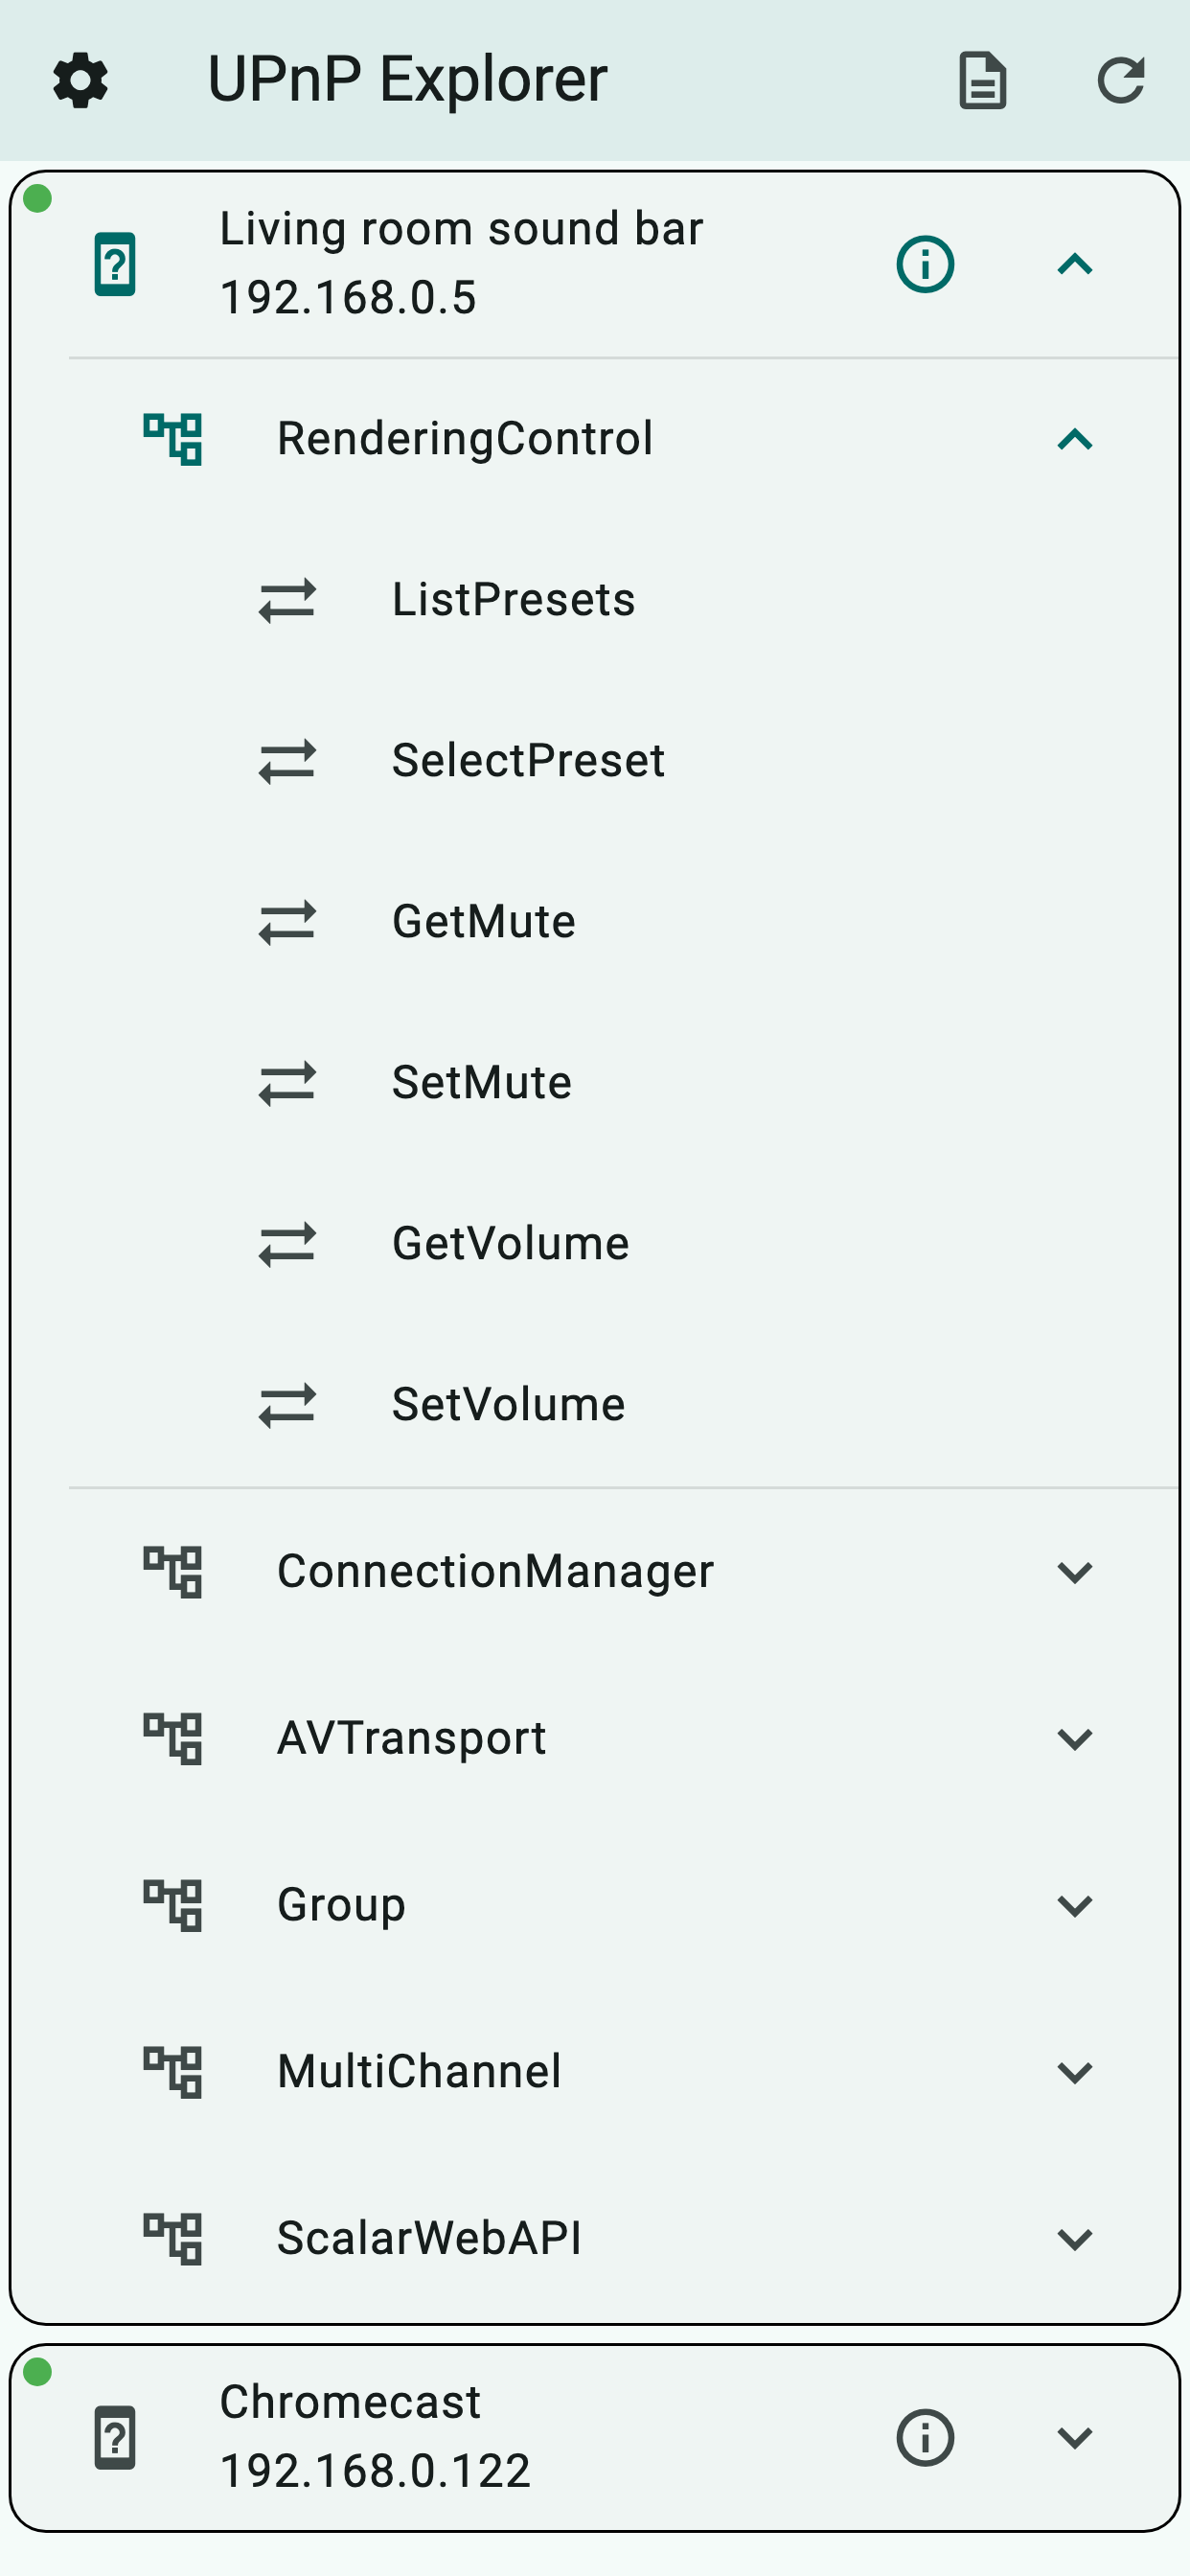 UPnP Explorer
Living room sound bar
192.168.0.5
RenderingControl
ListPresets
SelectPreset
GetMute
SetMute
GetVolume
SetVolume
ConnectionManager
AVTransport
Group
MultiChannel
ScalarWebAPI
Chromecast
192.168.0.122